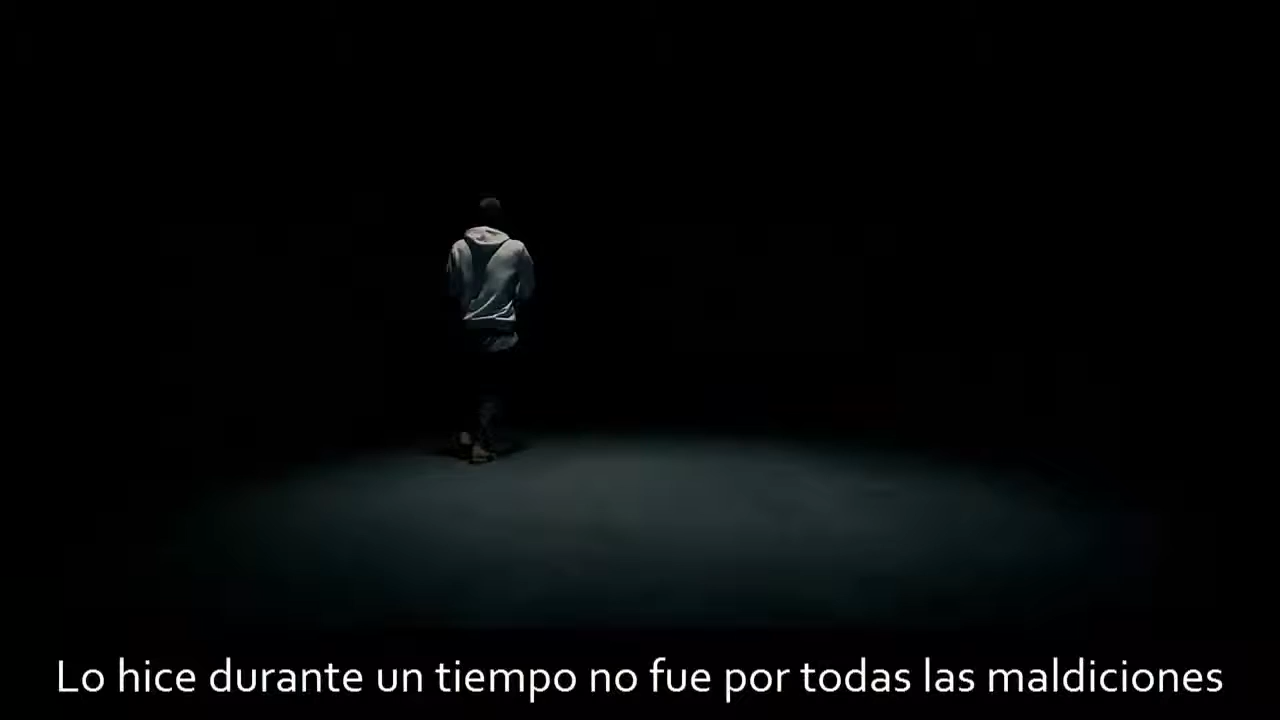 Lo hice durante un tiempo no fue por todas las maldiciones